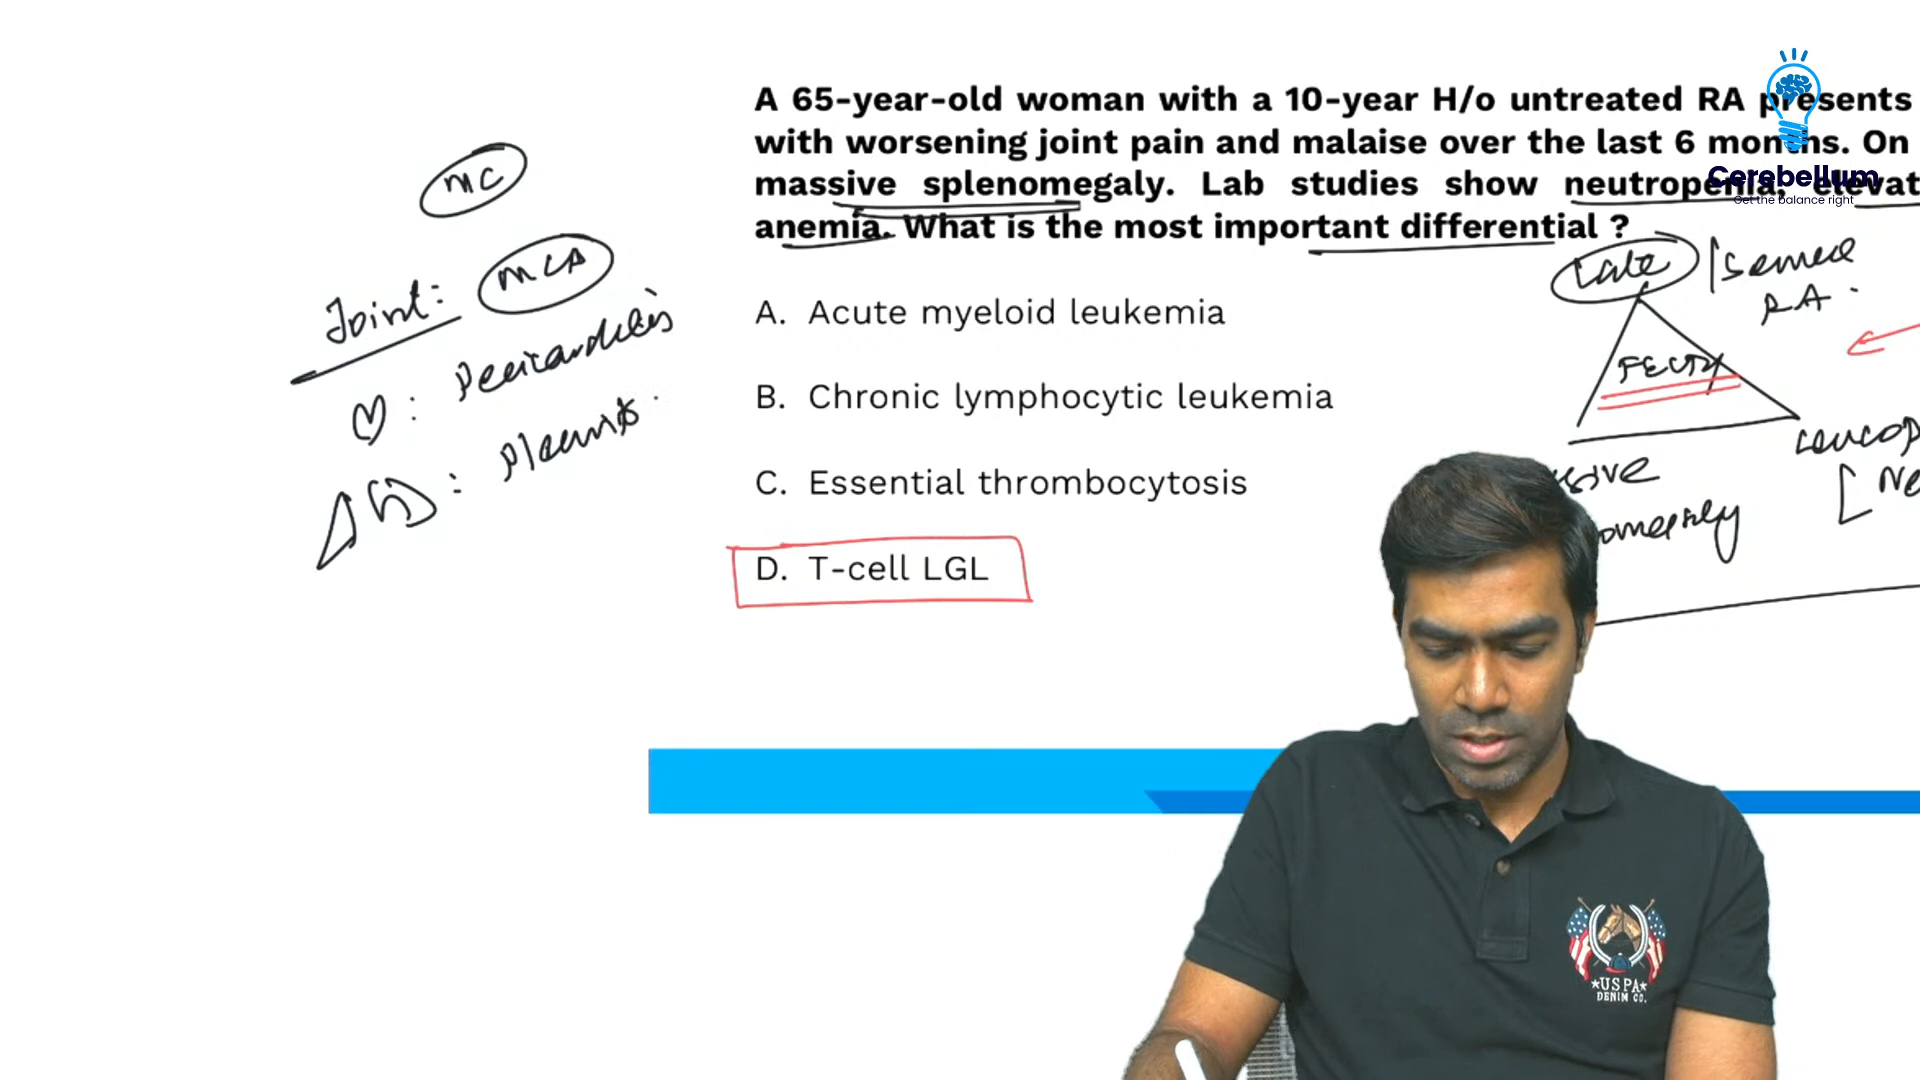 A 65-year-old woman with a 10-year H/o untreated RA presents
with worsening joint pain and malaise over the last 6 months. On
massive splenomegaly. Lab studies show neutropenia, elevat
anemia. What is the most important differential ?
A. Acute myeloid leukemia
B. Chronic lymphocytic leukemia
C. Essential thrombocytosis
D. T-cell LGL
MC
Joint: MCP
: Pericarditis
: Pleuritis
Late
RA
Felty
Cerebellum
Get the balance right
USPA
DENIM CO.